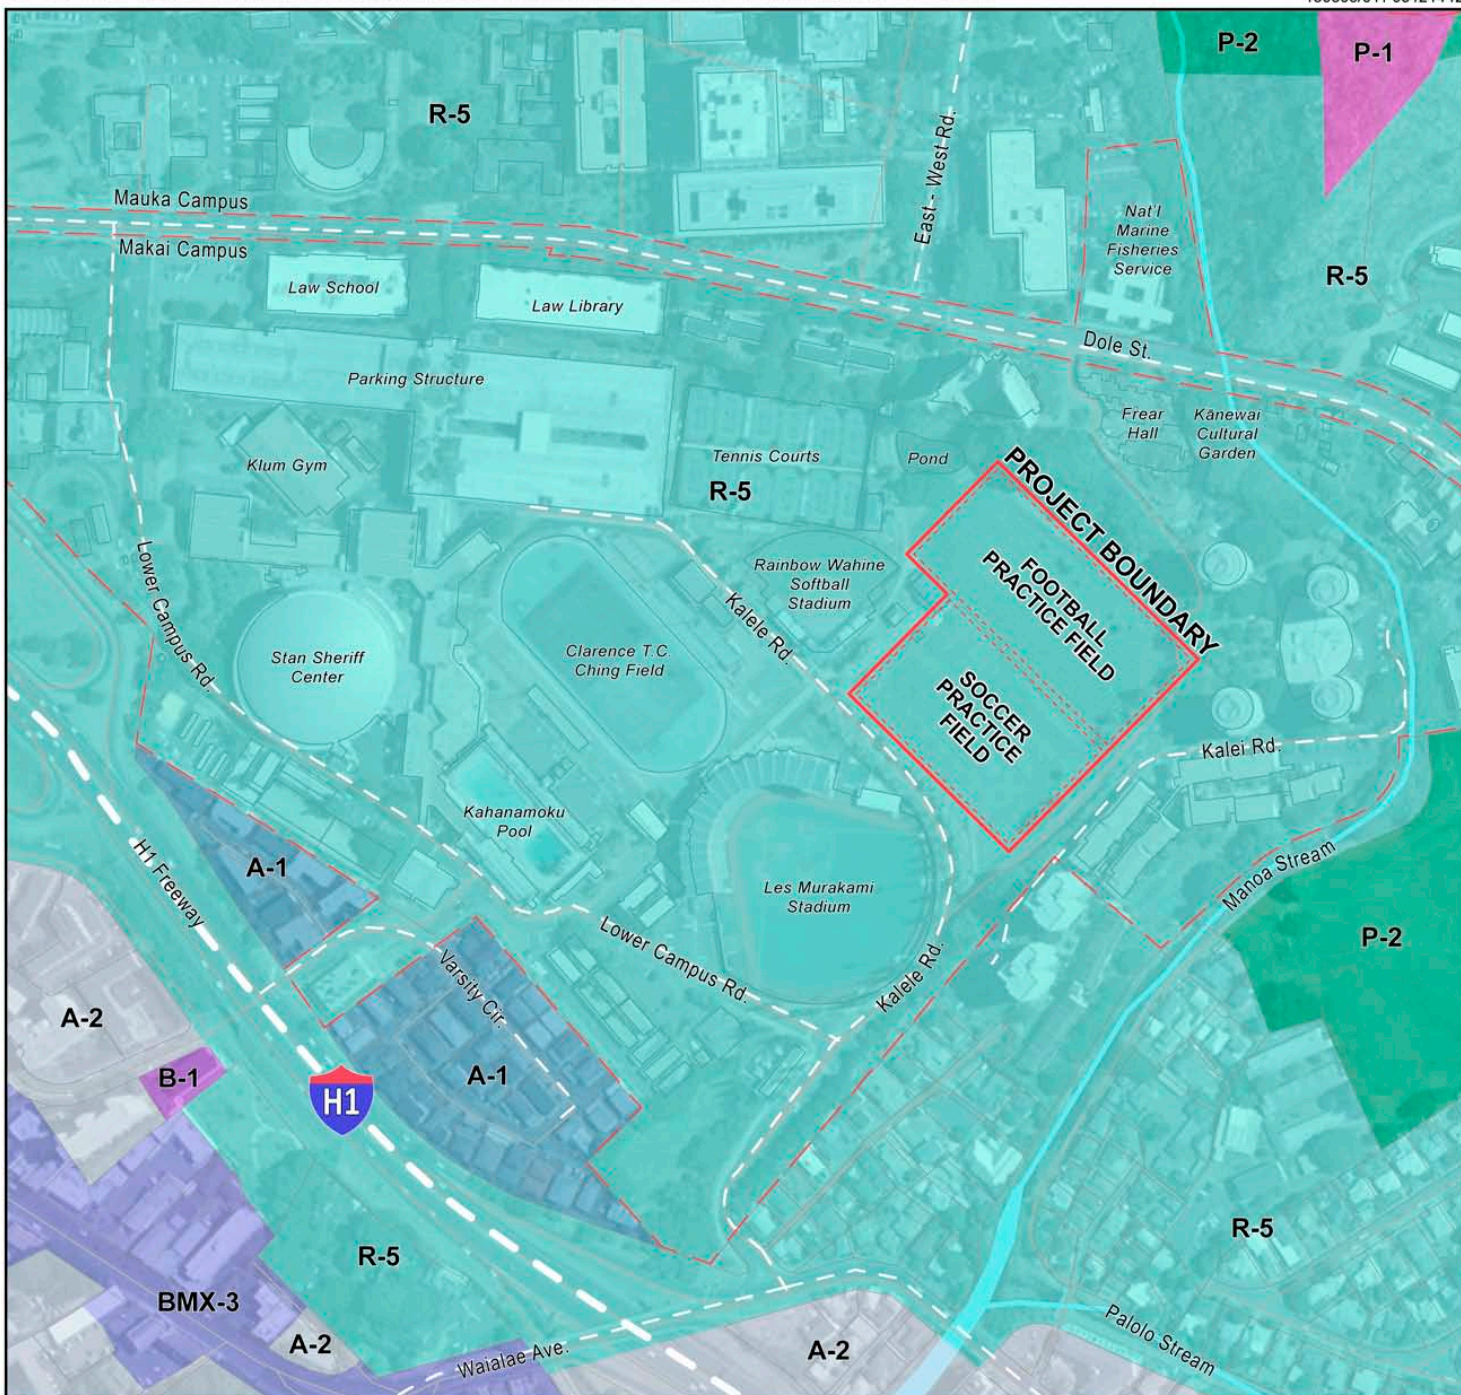 P-2
P-1
R-5
East - West Rd.
Mauka Campus
Makai Campus
Nat'l
Marine
Fisheries
Service
R-5
Law School
Law Library
Dole St.
Parking Structure
Frear
Hall
Kānewai
Cultural
Garden
Klum Gym
Tennis Courts
Pond
R-5
PROJECT BOUNDARY
Lower Campus Rd.
Rainbow Wahine
Softball
Stadium
FOOTBALL
PRACTICE FIELD
Kalele Rd.
Stan Sheriff
Center
Clarence T.C.
Ching Field
SOCCER
PRACTICE
FIELD
Kalei Rd.
Kahanamoku
Pool
H1 Freeway
A-1
Les Murakami
Stadium
Manoa Stream
P-2
Lower Campus Rd.
Kalele Rd.
Varsity Cir.
A-2
B-1
A-1
H1
R-5
R-5
BMX-3
A-2
Waialae Ave.
A-2
Palolo Stream